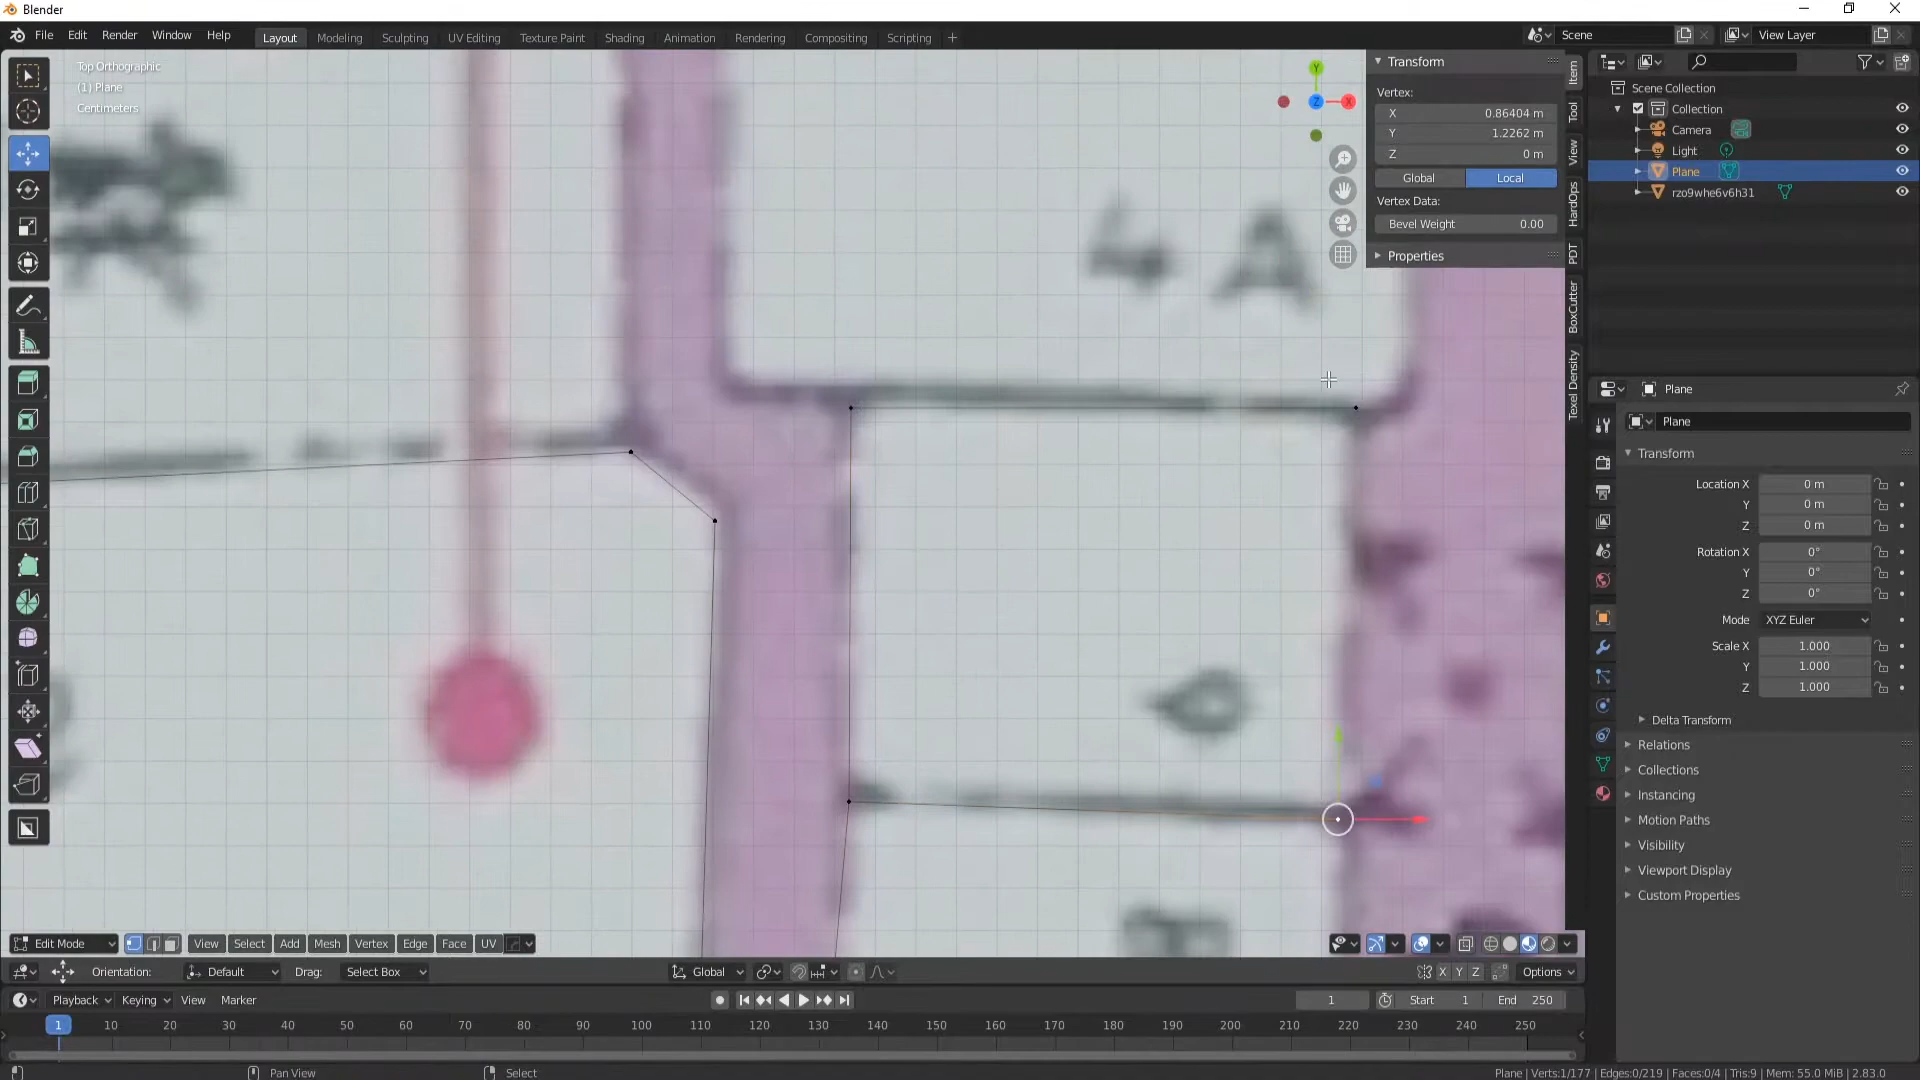 Blender
File Edit Render Window Help
Layout Modeling Sculpting UV Editing Texture Paint Shading Animation Rendering Compositing Scripting +
Scene
View Layer
Top Orthographic
(1) Plane
Centimeters
Y
Z X
Transform
Vertex:
X 0.86404 m
Y 1.2262 m
Z 0 m
Global Local
Vertex Data:
Bevel Weight 0.00
Properties
Item
Tool
View
HardOps
PDT
BoxCutter
Texel Density
4 A
Scene Collection
Collection
Camera
Light
Plane
rzo9whe6v6h31
Plane
Plane
Transform
Location X 0 m
Y 0 m
Z 0 m
Rotation X 0°
Y 0°
Z 0°
Mode XYZ Euler
Scale X 1.000
Y 1.000
Z 1.000
Delta Transform
Relations
Collections
Instancing
Motion Paths
Visibility
Viewport Display
Custom Properties
Edit Mode View Select Add Mesh Vertex Edge Face UV
Orientation: Default Drag: Select Box Global X Y Z Options
Playback Keying View Marker 1 Start 1 End 250
1 10 20 30 40 50 60 70 80 90 100 110 120 130 140 150 160 170 180 190 200 210 220 230 240 250
Pan View Select
Plane | Verts:1/177 | Edges:0/219 | Faces:0/4 | Tris:9 | Mem: 55.0 MiB | 2.83.0